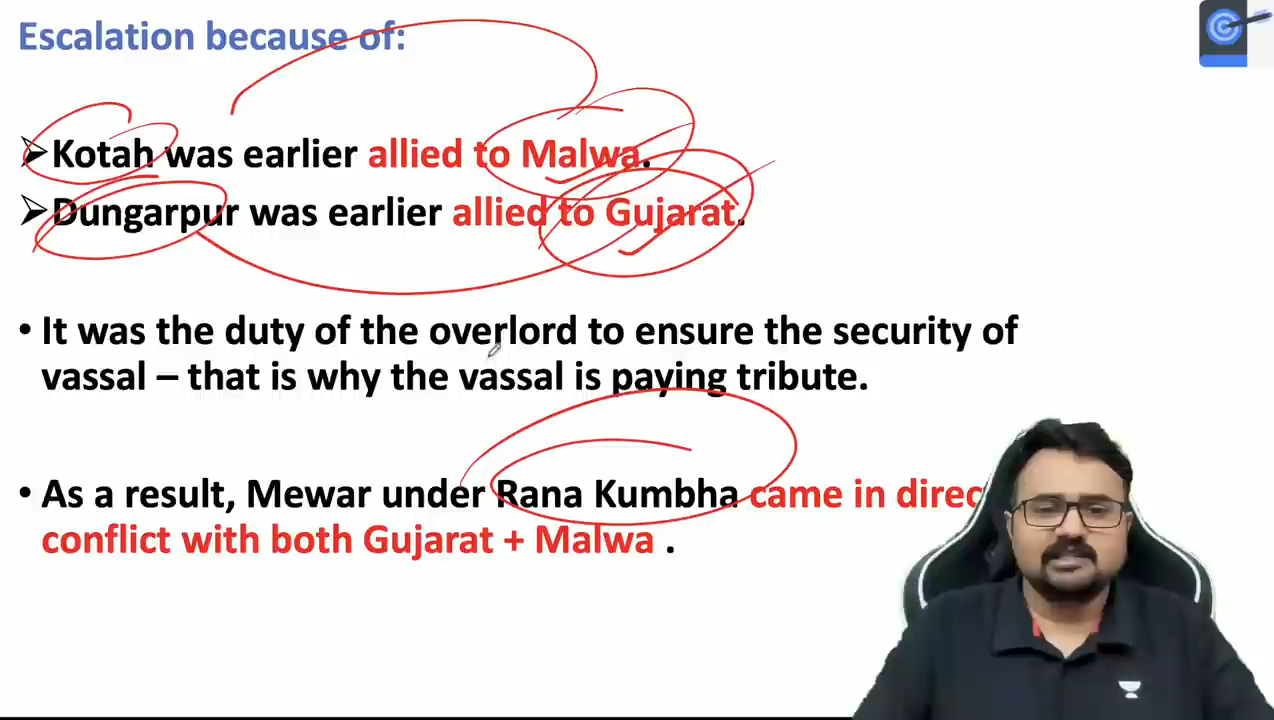 Escalation because of:
➢Kotah was earlier allied to Malwa.
➢Dungarpur was earlier allied to Gujarat.
• It was the duty of the overlord to ensure the security of
vassal – that is why the vassal is paying tribute.
• As a result, Mewar under Rana Kumbha came in
conflict with both Gujarat + Malwa .